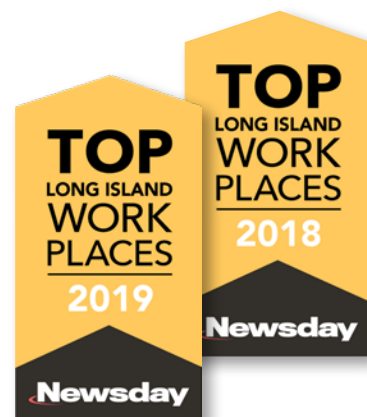 TOP
LONG ISLAND
WORK
PLACES
2019
Newsday
TOP
LONG ISLAND
WORK
PLACES
2018
Newsday